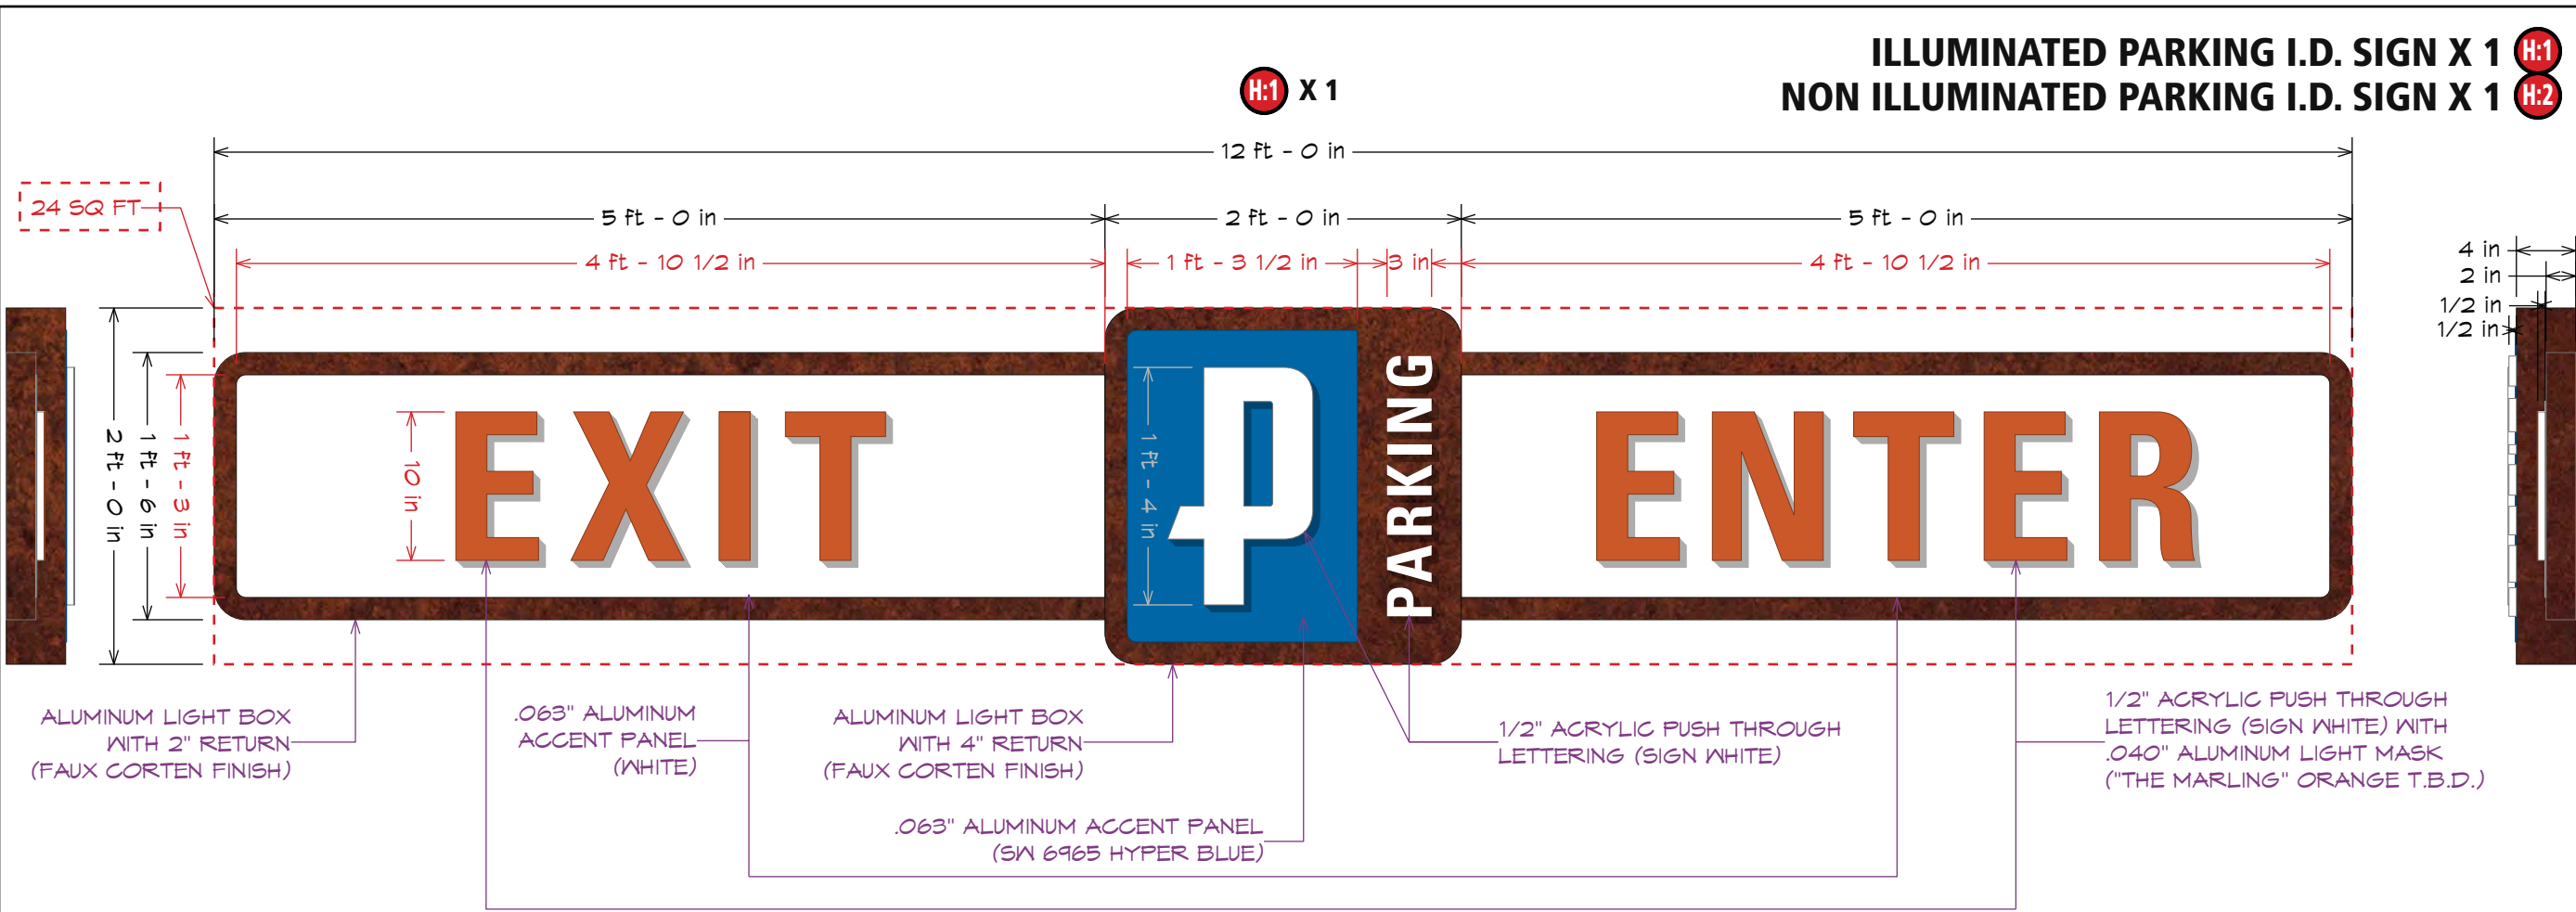 ILLUMINATED PARKING I.D. SIGN X 1 H:1
NON ILLUMINATED PARKING I.D. SIGN X 1 H:2
H:1 X 1
12 ft - 0 in
24 SQ FT
5 ft - 0 in
2 ft - 0 in
5 ft - 0 in
4 ft - 10 1/2 in
1 ft - 3 1/2 in
3 in
4 ft - 10 1/2 in
4 in
2 in
1/2 in
1/2 in
2 ft - 0 in
1 ft - 6 in
1 ft - 3 in
10 in
EXIT
1 ft - 4 in
P
PARKING
ENTER
ALUMINUM LIGHT BOX
WITH 2" RETURN
(FAUX CORTEN FINISH)
.063" ALUMINUM
ACCENT PANEL
(WHITE)
ALUMINUM LIGHT BOX
WITH 4" RETURN
(FAUX CORTEN FINISH)
.063" ALUMINUM ACCENT PANEL
(SW 6965 HYPER BLUE)
1/2" ACRYLIC PUSH THROUGH
LETTERING (SIGN WHITE)
1/2" ACRYLIC PUSH THROUGH
LETTERING (SIGN WHITE) WITH
.040" ALUMINUM LIGHT MASK
("THE MARLING" ORANGE T.B.D.)